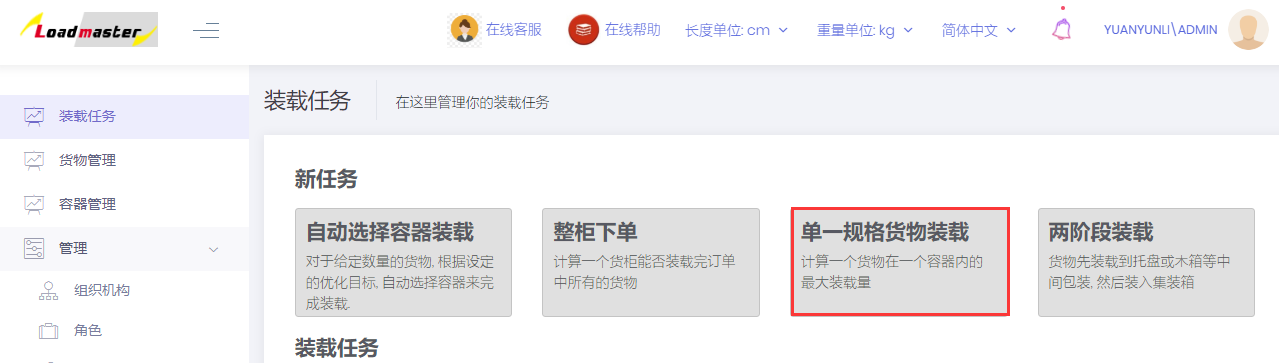 Loadmaster
在线客服
在线帮助
长度单位: cm
重量单位: kg
简体中文
YUANYUNLI\ADMIN
装载任务
货物管理
容器管理
管理
组织机构
角色
装载任务
在这里管理你的装载任务
新任务
自动选择容器装载
对于给定数量的货物, 根据设定
的优化目标, 自动选择容器来完
成装载.
整柜下单
计算一个货柜能否装载完订单
中所有的货物
单一规格货物装载
计算一个货物在一个容器内的
最大装载量
两阶段装载
货物先装载到托盘或木箱等中
间包装, 然后装入集装箱
装载任务